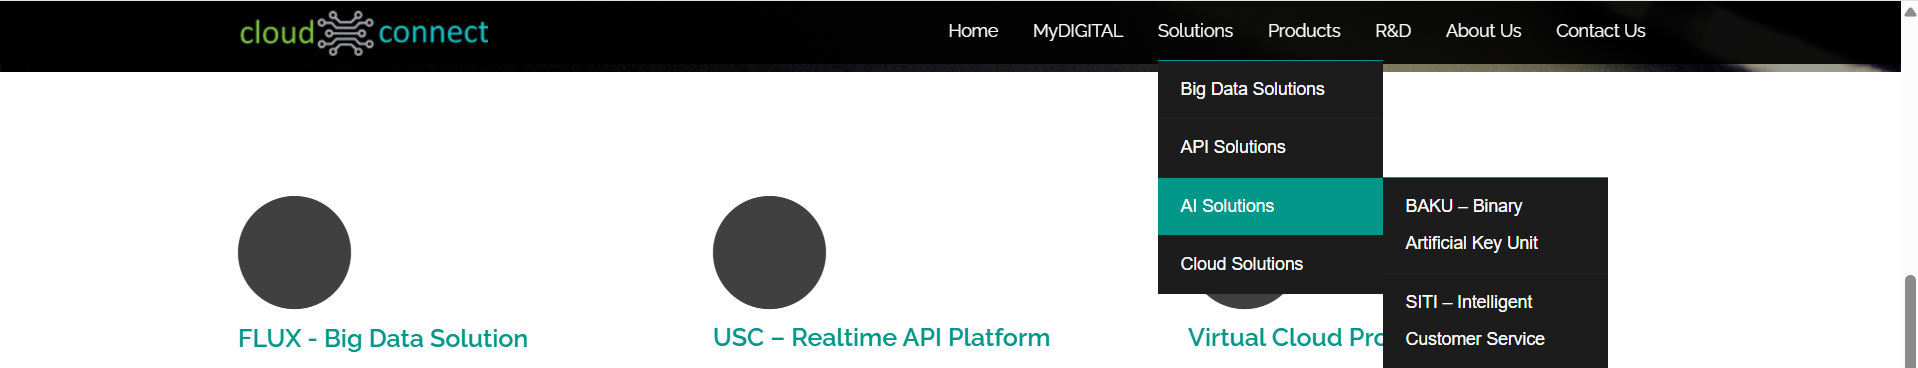 cloud connect
Home MyDIGITAL Solutions Products R&D About Us Contact Us
Big Data Solutions
API Solutions
AI Solutions
Cloud Solutions
BAKU – Binary
Artificial Key Unit
SITI – Intelligent
Customer Service
FLUX - Big Data Solution
USC – Realtime API Platform
Virtual Cloud Pro